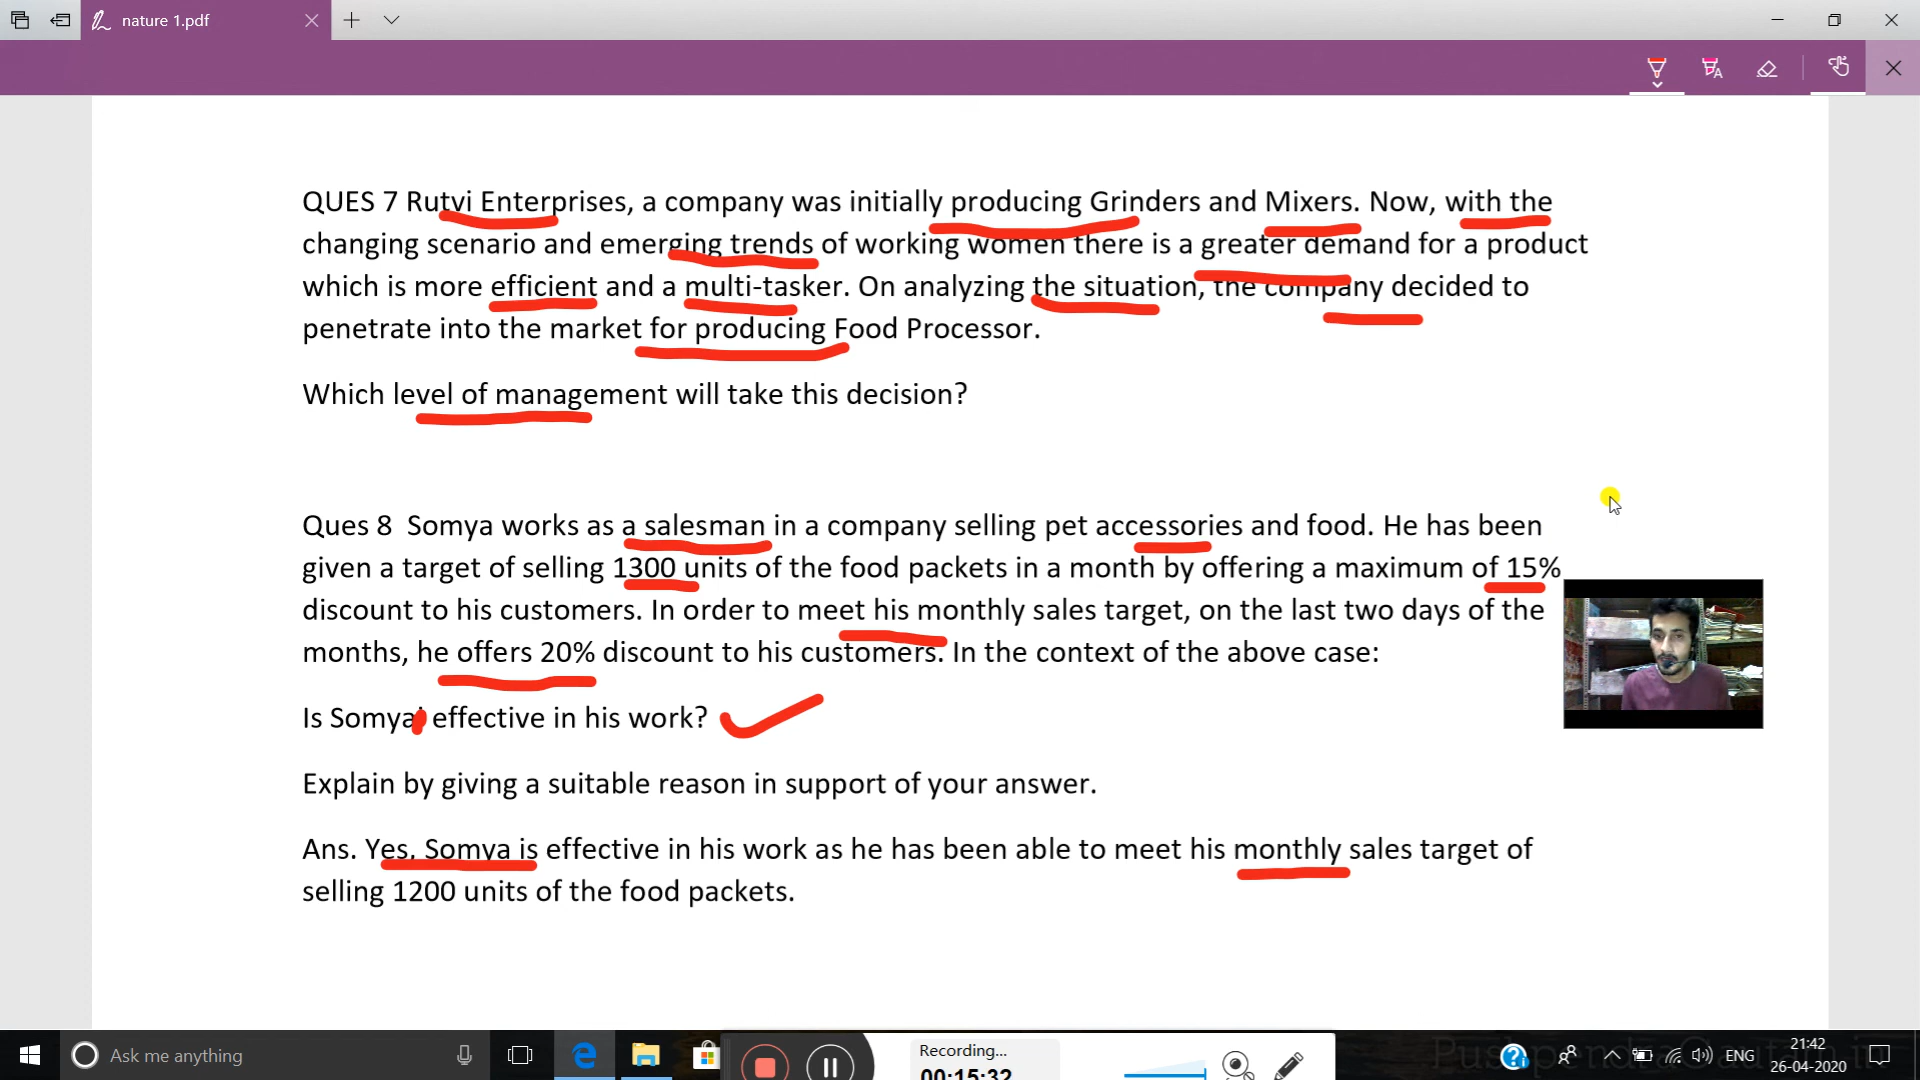 nature 1.pdf
QUES 7 Rutvi Enterprises, a company was initially producing Grinders and Mixers. Now, with the
changing scenario and emerging trends of working women there is a greater demand for a product
which is more efficient and a multi-tasker. On analyzing the situation, the company decided to
penetrate into the market for producing Food Processor.
Which level of management will take this decision?
Ques 8  Somya works as a salesman in a company selling pet accessories and food. He has been
given a target of selling 1300 units of the food packets in a month by offering a maximum of 15%
discount to his customers. In order to meet his monthly sales target, on the last two days of the
months, he offers 20% discount to his customers. In the context of the above case:
Is Somya effective in his work?
Explain by giving a suitable reason in support of your answer.
Ans. Yes, Somya is effective in his work as he has been able to meet his monthly sales target of
selling 1200 units of the food packets.
Ask me anything
Recording...
00:15:32
ENG
21:42
26-04-2020